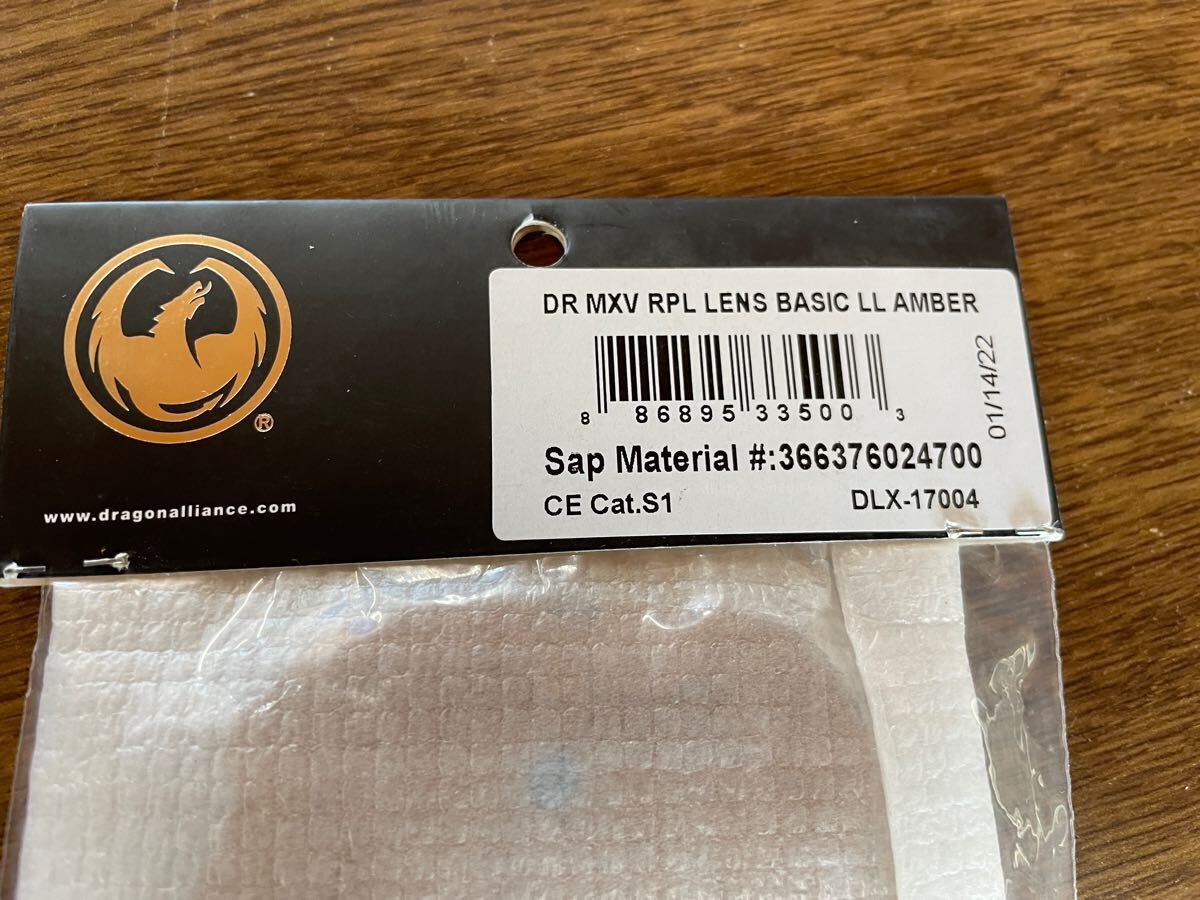 DR MXV RPL LENS BASIC LL AMBER
8 86895 33500 3
01/14/22
Sap Material #:366376024700
CE Cat.S1 DLX-17004
®
www.dragonalliance.com